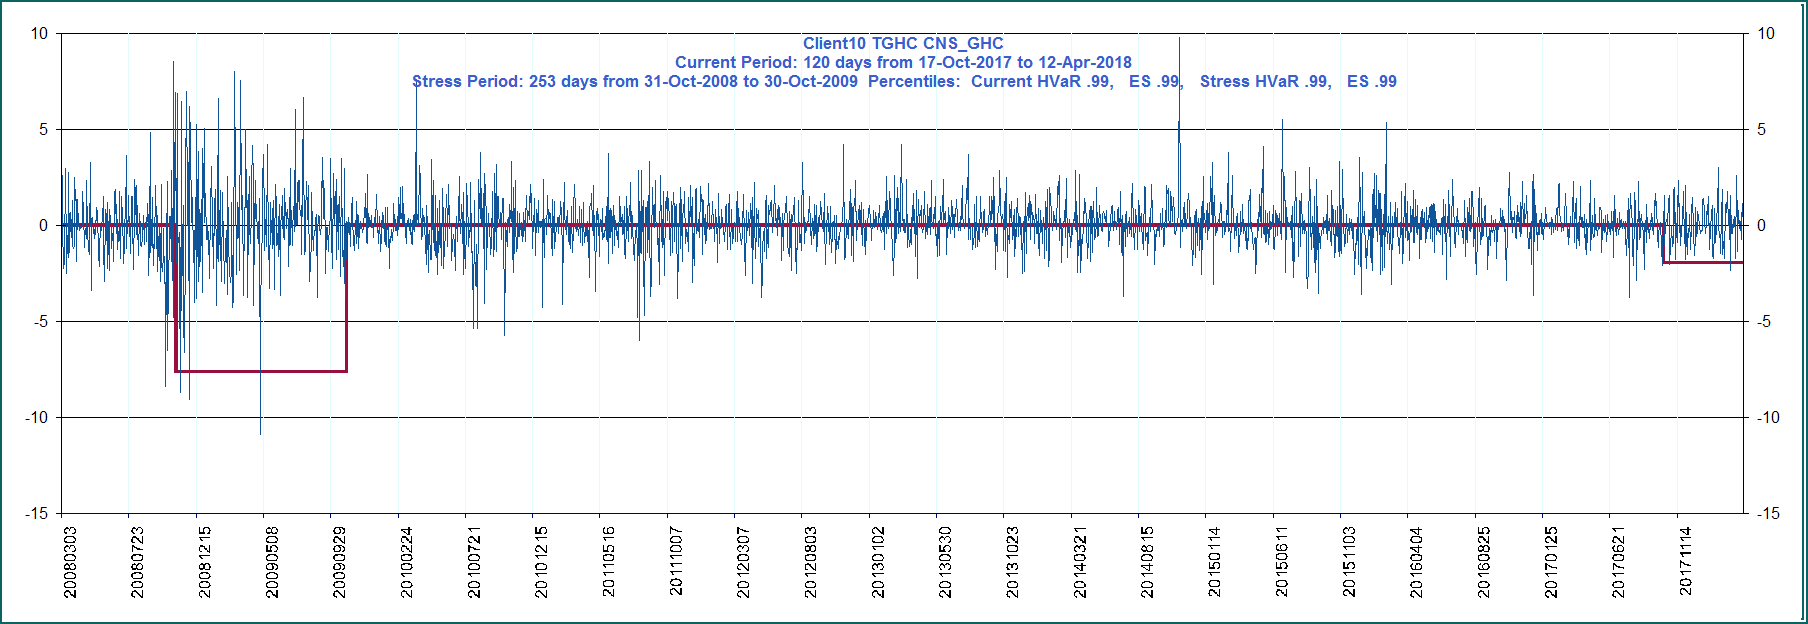 Client10 TGHC CNS_GHC
Current Period: 120 days from 17-Oct-2017 to 12-Apr-2018
Stress Period: 253 days from 31-Oct-2008 to 30-Oct-2009  Percentiles:  Current HVaR .99,   ES .99,   Stress HVaR .99,   ES .99
10 10
5 5
0 0
-5 -5
-10 -10
-15 -15
20080303 20080723 20081215 20090508 20090929 20100224 20100721 20101215 20110516 20111007 20120307 20120803 20130102 20130530 20131023 20140321 20140815 20150114 20150611 20151103 20160404 20160825 20170125 20170621 20171114